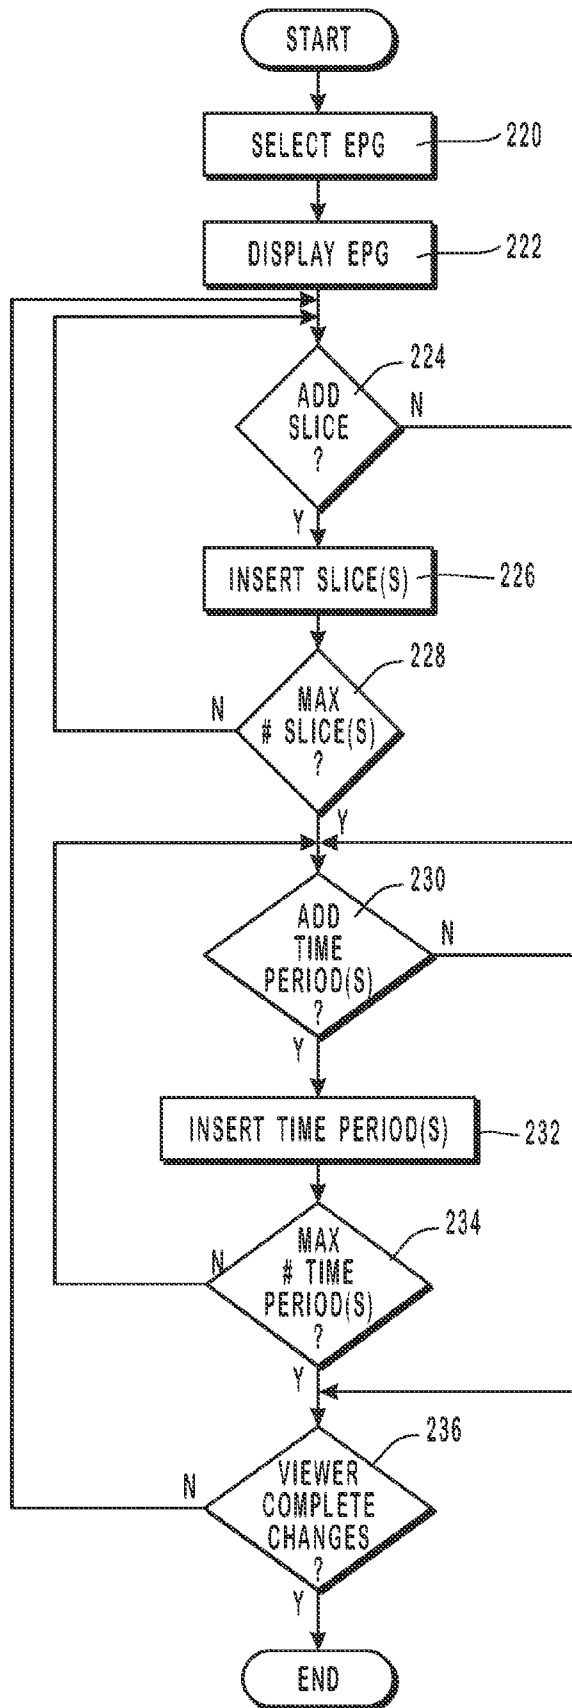 START
SELECT EPG
220
DISPLAY EPG
222
224
ADD
SLICE
?
N
Y
INSERT SLICE(S)
226
228
MAX
# SLICE(S)
?
N
Y
230
ADD
TIME
PERIOD(S)
?
N
Y
INSERT TIME PERIOD(S)
232
234
MAX
# TIME
PERIOD(S)
?
N
Y
236
VIEWER
COMPLETE
CHANGES
?
N
Y
END